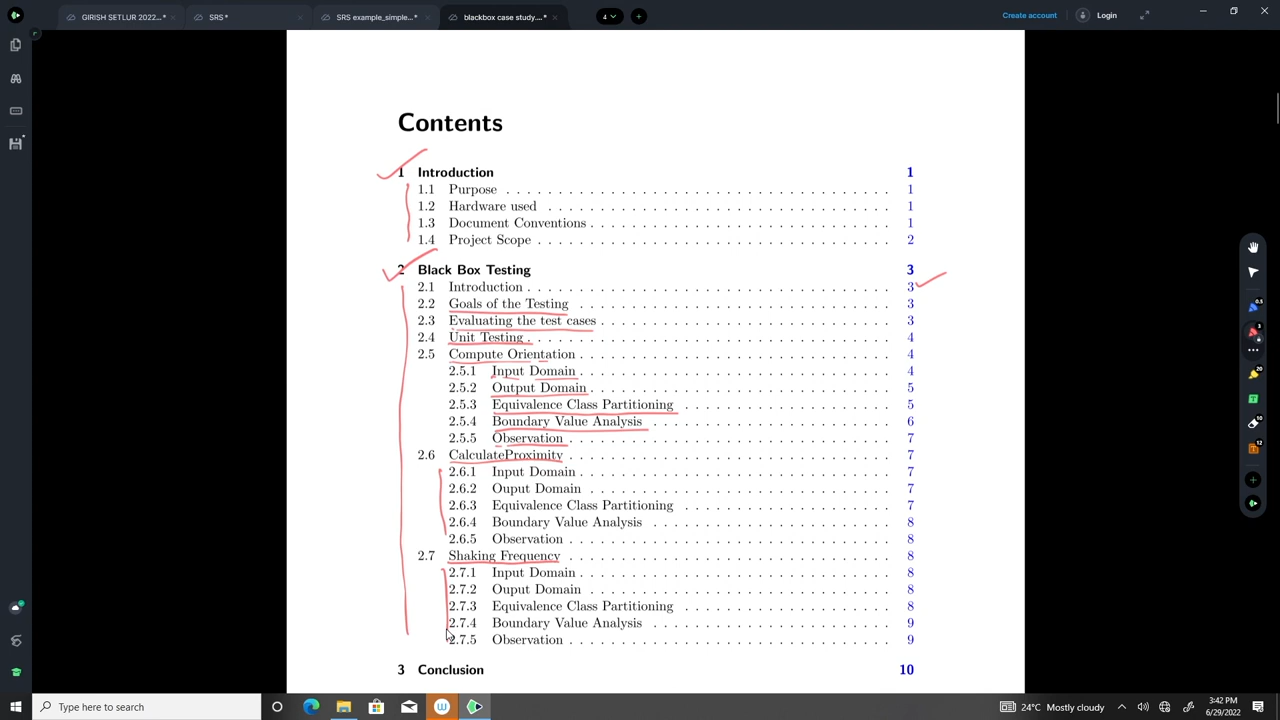 GIRISH SETLUR 2022...*
SRS*
SRS example_simple...*
blackbox case study....*
4
Create account
Login
Contents
1 Introduction 1
1.1 Purpose . . . . . . . . . . . . . . . . . . . . . . . . . . . . . . . . . . . 1
1.2 Hardware used . . . . . . . . . . . . . . . . . . . . . . . . . . . . . . . . 1
1.3 Document Conventions . . . . . . . . . . . . . . . . . . . . . . . . . . . . 1
1.4 Project Scope . . . . . . . . . . . . . . . . . . . . . . . . . . . . . . . . 2
2 Black Box Testing 3
2.1 Introduction . . . . . . . . . . . . . . . . . . . . . . . . . . . . . . . . 3
2.2 Goals of the Testing . . . . . . . . . . . . . . . . . . . . . . . . . . . . 3
2.3 Evaluating the test cases . . . . . . . . . . . . . . . . . . . . . . . . . . 3
2.4 Unit Testing . . . . . . . . . . . . . . . . . . . . . . . . . . . . . . . . 4
2.5 Compute Orientation . . . . . . . . . . . . . . . . . . . . . . . . . . . . 4
2.5.1 Input Domain . . . . . . . . . . . . . . . . . . . . . . . . . . . . . . 4
2.5.2 Output Domain . . . . . . . . . . . . . . . . . . . . . . . . . . . . . 5
2.5.3 Equivalence Class Partitioning . . . . . . . . . . . . . . . . . . . . 5
2.5.4 Boundary Value Analysis . . . . . . . . . . . . . . . . . . . . . . . 6
2.5.5 Observation . . . . . . . . . . . . . . . . . . . . . . . . . . . . . . 7
2.6 CalculateProximity . . . . . . . . . . . . . . . . . . . . . . . . . . . . . 7
2.6.1 Input Domain . . . . . . . . . . . . . . . . . . . . . . . . . . . . . . 7
2.6.2 Ouput Domain . . . . . . . . . . . . . . . . . . . . . . . . . . . . . 7
2.6.3 Equivalence Class Partitioning . . . . . . . . . . . . . . . . . . . . 7
2.6.4 Boundary Value Analysis . . . . . . . . . . . . . . . . . . . . . . . 8
2.6.5 Observation . . . . . . . . . . . . . . . . . . . . . . . . . . . . . . 8
2.7 Shaking Frequency . . . . . . . . . . . . . . . . . . . . . . . . . . . . . 8
2.7.1 Input Domain . . . . . . . . . . . . . . . . . . . . . . . . . . . . . . 8
2.7.2 Ouput Domain . . . . . . . . . . . . . . . . . . . . . . . . . . . . . 8
2.7.3 Equivalence Class Partitioning . . . . . . . . . . . . . . . . . . . . 8
2.7.4 Boundary Value Analysis . . . . . . . . . . . . . . . . . . . . . . . 9
2.7.5 Observation . . . . . . . . . . . . . . . . . . . . . . . . . . . . . . 9
3 Conclusion 10
Type here to search
24°C Mostly cloudy
3:42 PM
6/29/2022